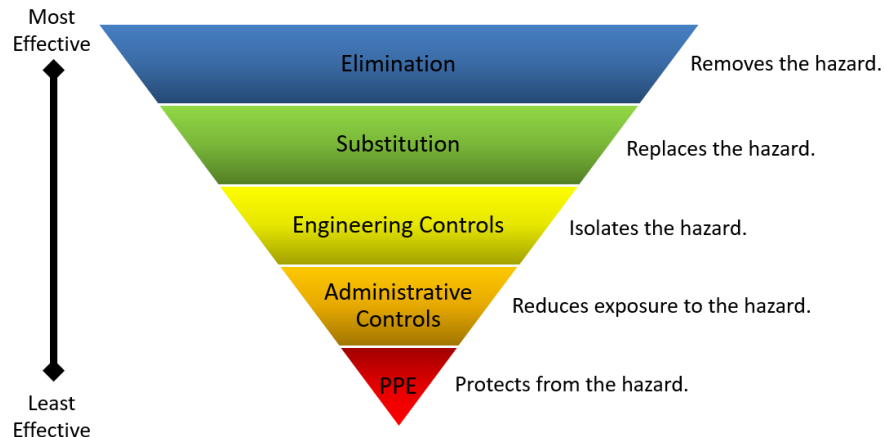 Most
Effective
Elimination
Removes the hazard.
Substitution
Replaces the hazard.
Engineering Controls
Isolates the hazard.
Administrative
Controls
Reduces exposure to the hazard.
PPE
Protects from the hazard.
Least
Effective